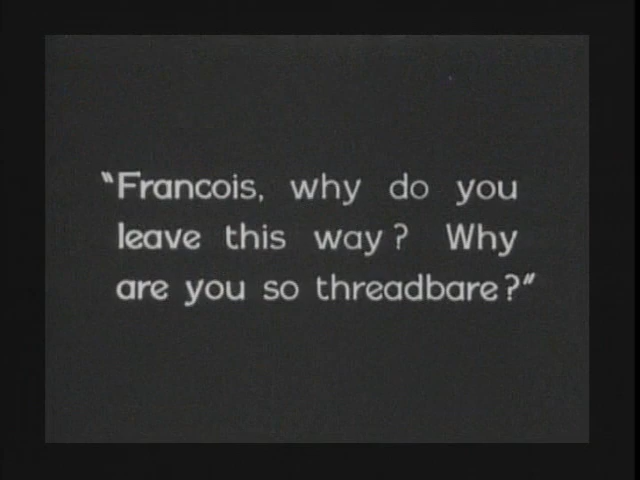 "Francois, why do you
leave this way? Why
are you so threadbare?"